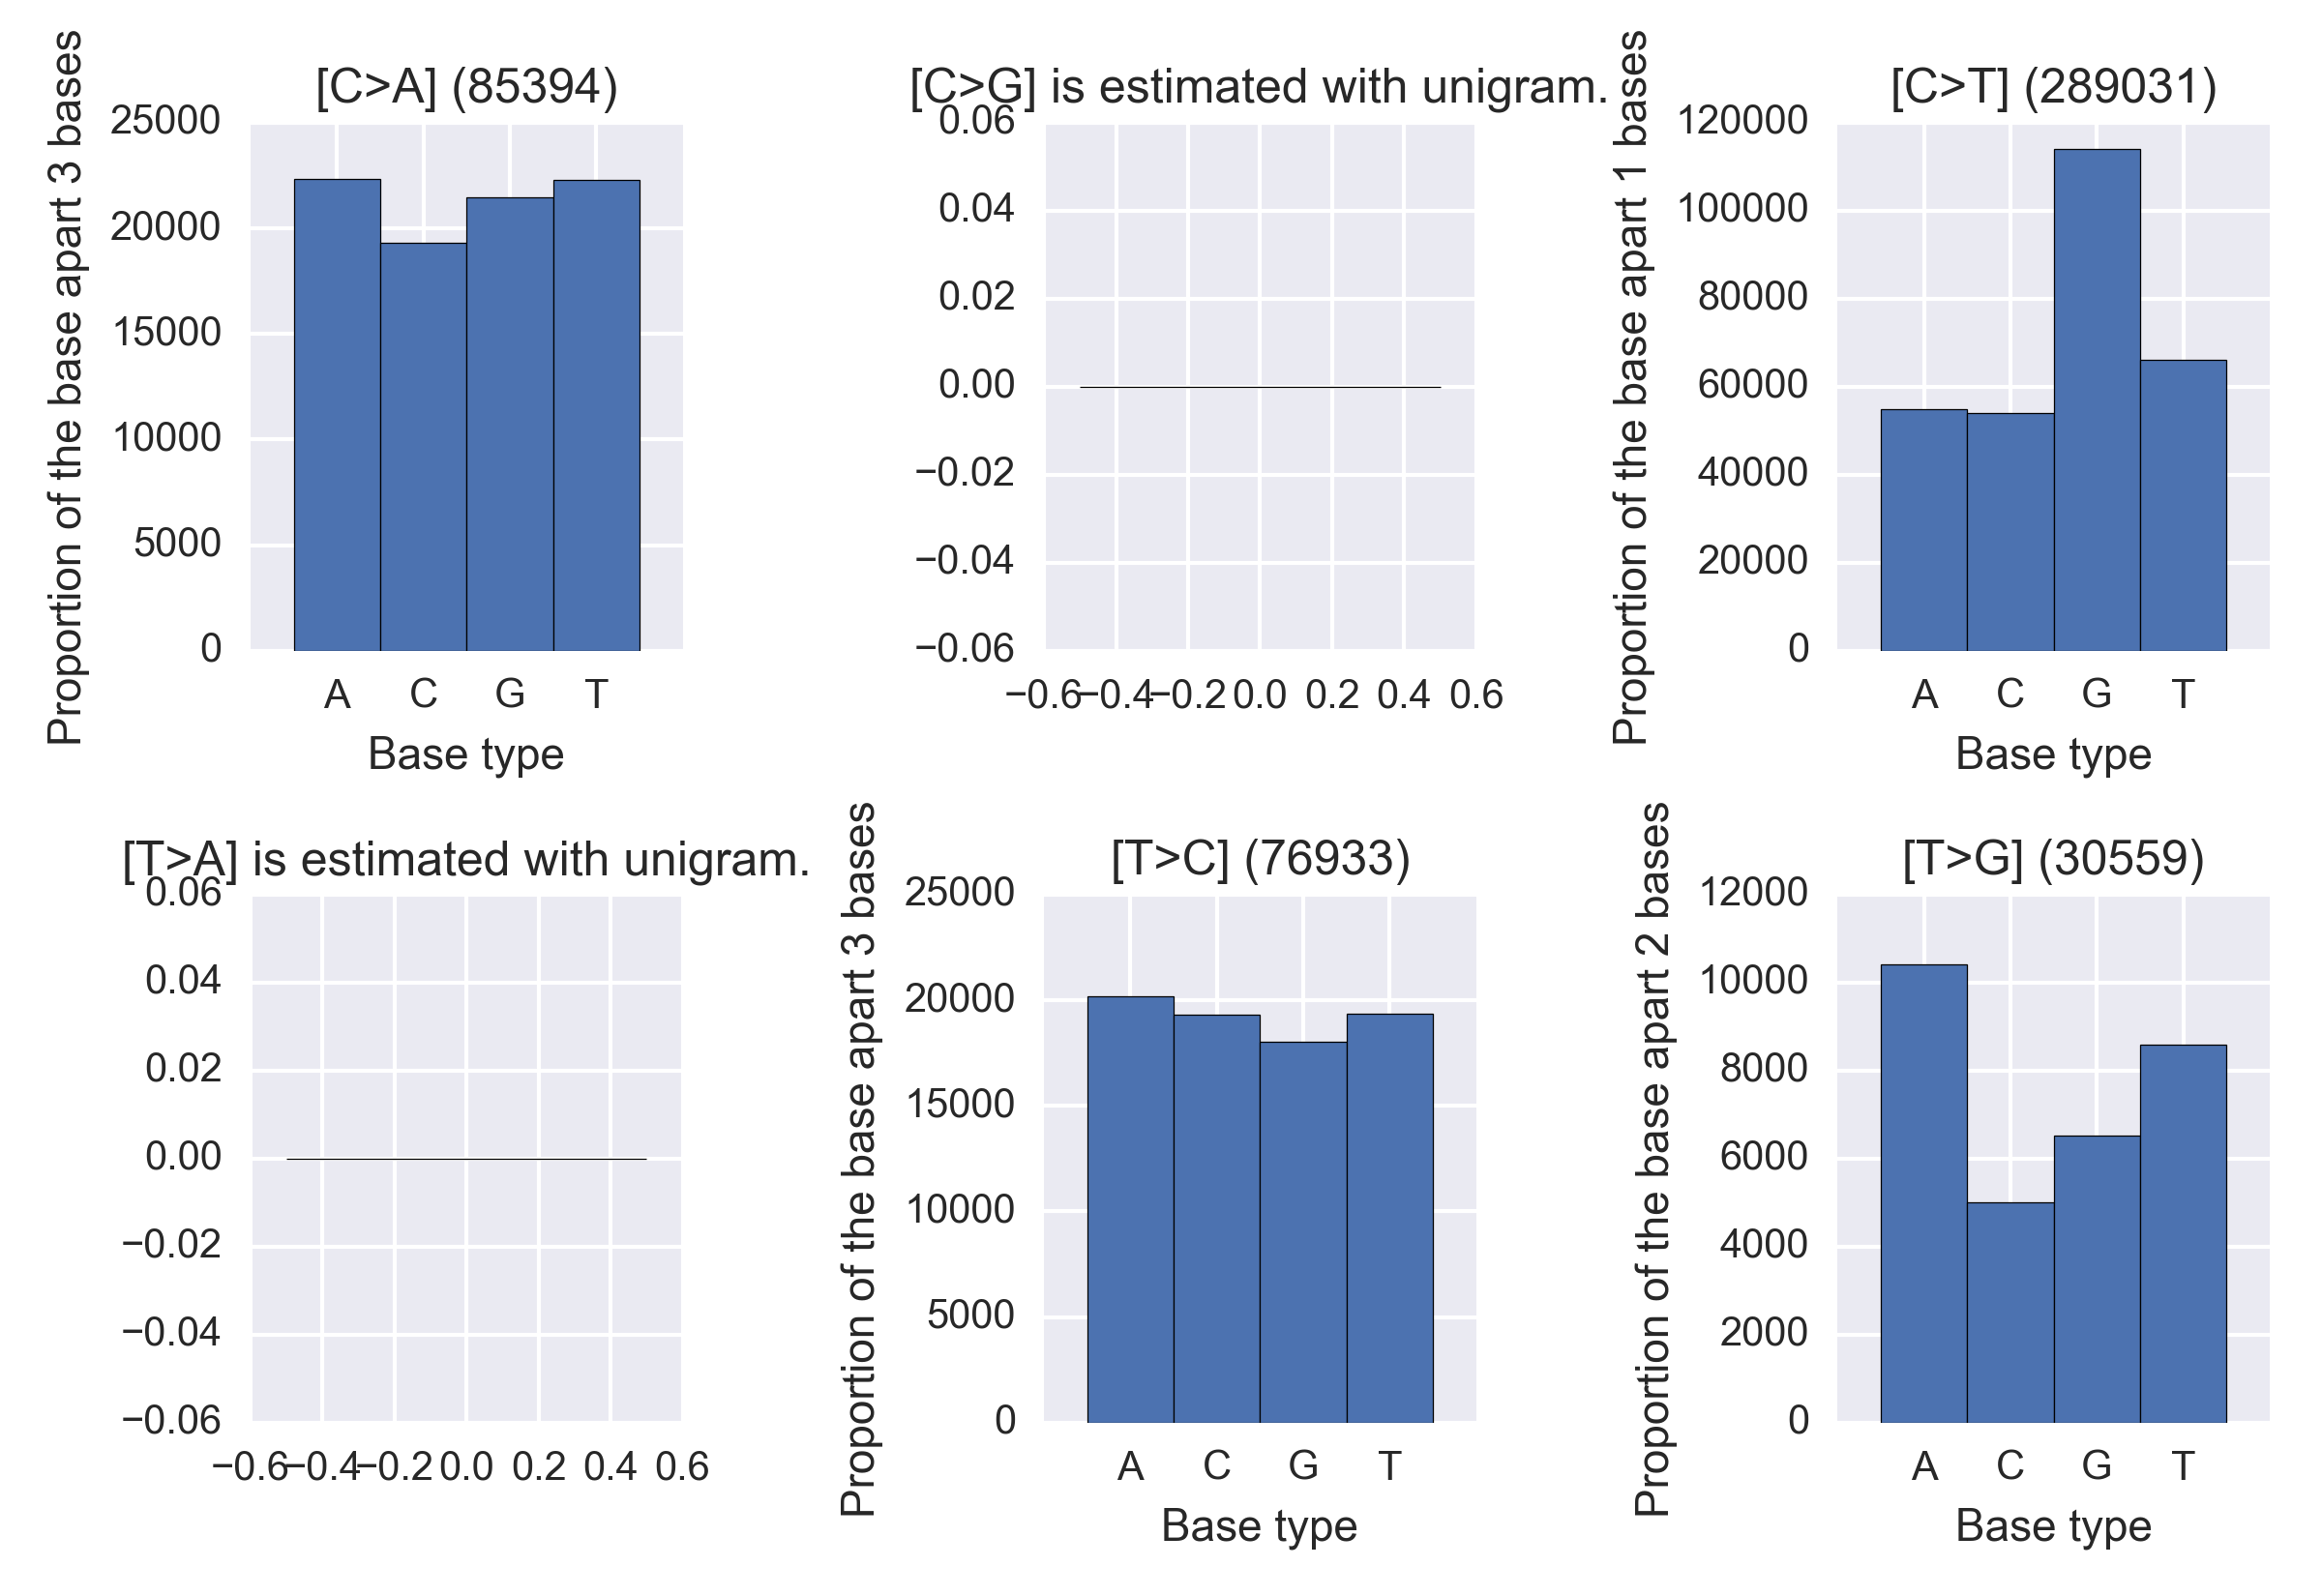 [C>A] (85394)
Proportion of the base apart 3 bases
25000
20000
15000
10000
5000
0
A C G T
Base type
[C>G] is estimated with unigram.
0.06
0.04
0.02
0.00
−0.02
−0.04
−0.06
−0.6 −0.4 −0.2 0.0 0.2 0.4 0.6
[C>T] (289031)
Proportion of the base apart 1 bases
120000
100000
80000
60000
40000
20000
0
A C G T
Base type
[T>A] is estimated with unigram.
0.06
0.04
0.02
0.00
−0.02
−0.04
−0.06
−0.6 −0.4 −0.2 0.0 0.2 0.4 0.6
[T>C] (76933)
Proportion of the base apart 3 bases
25000
20000
15000
10000
5000
0
A C G T
Base type
[T>G] (30559)
Proportion of the base apart 2 bases
12000
10000
8000
6000
4000
2000
0
A C G T
Base type